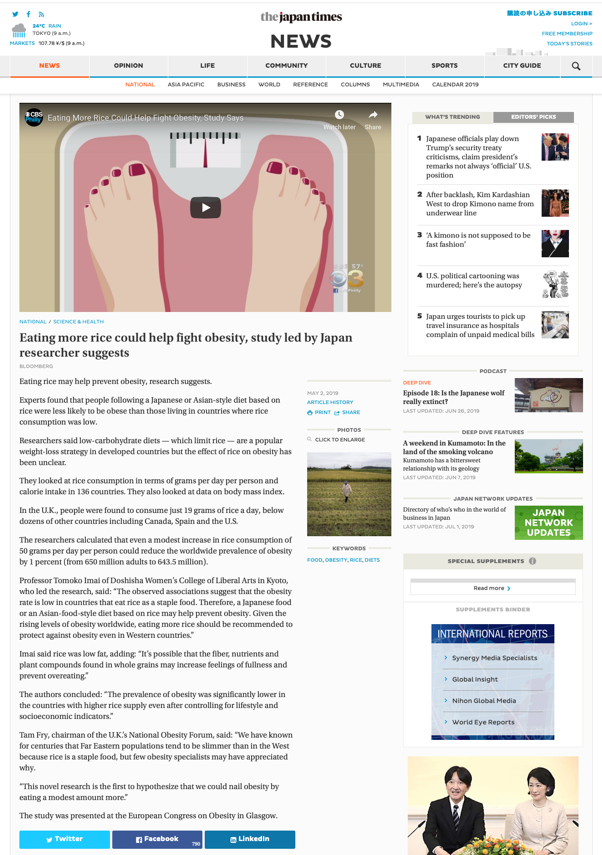 購読の申し込み SUBSCRIBE
LOGIN >
24°C RAIN
TOKYO (9 a.m.)
FREE MEMBERSHIP
MARKETS 107.78 ¥/$ (9 a.m.)
TODAY'S STORIES
the japan times
NEWS
NEWS OPINION LIFE COMMUNITY CULTURE SPORTS CITY GUIDE
NATIONAL ASIA PACIFIC BUSINESS WORLD REFERENCE COLUMNS MULTIMEDIA CALENDAR 2019
CBS Philly
Eating More Rice Could Help Fight Obesity, Study Says
Watch later Share
NATIONAL / SCIENCE & HEALTH
Eating more rice could help fight obesity, study led by Japan
researcher suggests
BLOOMBERG
Eating rice may help prevent obesity, research suggests.
Experts found that people following a Japanese or Asian-style diet based on
rice were less likely to be obese than those living in countries where rice
consumption was low.
Researchers said low-carbohydrate diets — which limit rice — are a popular
weight-loss strategy in developed countries but the effect of rice on obesity has
been unclear.
They looked at rice consumption in terms of grams per day per person and
calorie intake in 136 countries. They also looked at data on body mass index.
In the U.K., people were found to consume just 19 grams of rice a day, below
dozens of other countries including Canada, Spain and the U.S.
The researchers calculated that even a modest increase in rice consumption of
50 grams per day per person could reduce the worldwide prevalence of obesity
by 1 percent (from 650 million adults to 643.5 million).
Professor Tomoko Imai of Doshisha Women's College of Liberal Arts in Kyoto,
who led the research, said: “The observed associations suggest that the obesity
rate is low in countries that eat rice as a staple food. Therefore, a Japanese food
or an Asian-food-style diet based on rice may help prevent obesity. Given the
rising levels of obesity worldwide, eating more rice should be recommended to
protect against obesity even in Western countries.”
Imai said rice was low fat, adding: “It's possible that the fiber, nutrients and
plant compounds found in whole grains may increase feelings of fullness and
prevent overeating.”
The authors concluded: “The prevalence of obesity was significantly lower in
the countries with higher rice supply even after controlling for lifestyle and
socioeconomic indicators.”
Tam Fry, chairman of the U.K.'s National Obesity Forum, said: “We have known
for centuries that Far Eastern populations tend to be slimmer than in the West
because rice is a staple food, but few obesity specialists may have appreciated
why.
“This novel research is the first to hypothesize that we could nail obesity by
eating a modest amount more.”
The study was presented at the European Congress on Obesity in Glasgow.
Twitter Facebook 790 LinkedIn
MAY 2, 2019
ARTICLE HISTORY
PRINT SHARE
PHOTOS
CLICK TO ENLARGE
KEYWORDS
FOOD, OBESITY, RICE, DIETS
WHAT'S TRENDING EDITORS' PICKS
1 Japanese officials play down
Trump's security treaty
criticisms, claim president's
remarks not always ‘official’ U.S.
position
2 After backlash, Kim Kardashian
West to drop Kimono name from
underwear line
3 ‘A kimono is not supposed to be
fast fashion’
4 U.S. political cartooning was
murdered; here's the autopsy
5 Japan urges tourists to pick up
travel insurance as hospitals
complain of unpaid medical bills
PODCAST
DEEP DIVE
Episode 18: Is the Japanese wolf
really extinct?
LAST UPDATED: JUN 26, 2019
DEEP DIVE FEATURES
A weekend in Kumamoto: In the
land of the smoking volcano
Kumamoto has a bittersweet
relationship with its geology
LAST UPDATED: JUN 7, 2019
JAPAN NETWORK UPDATES
Directory of who's who in the world of
business in Japan
LAST UPDATED: JUL 1, 2019
JAPAN
NETWORK
UPDATES
SPECIAL SUPPLEMENTS
Read more >
SUPPLEMENTS BINDER
INTERNATIONAL REPORTS
Synergy Media Specialists
Global Insight
Nihon Global Media
World Eye Reports